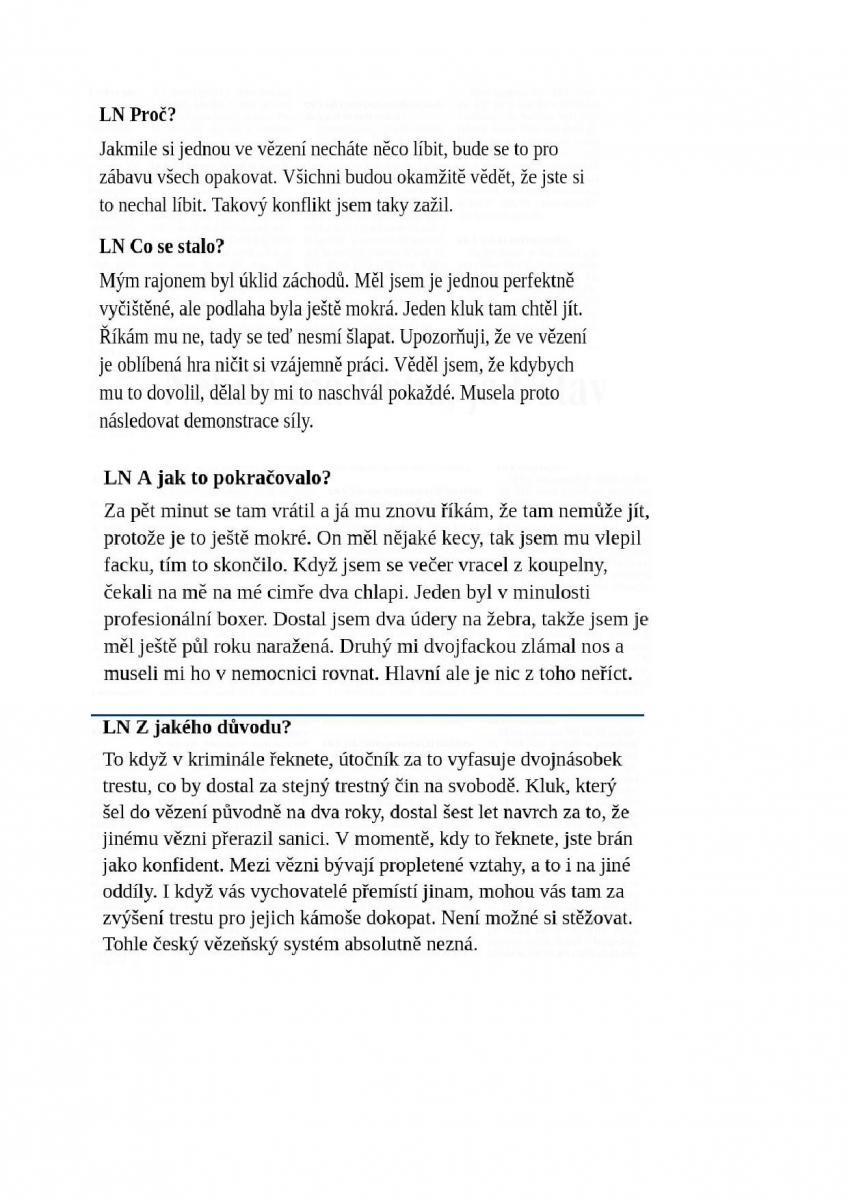 LN Proč?
Jakmile si jednou ve vězení necháte něco líbit, bude se to pro
zábavu všech opakovat. Všichni budou okamžitě vědět, že jste si
to nechal líbit. Takový konflikt jsem taky zažil.
LN Co se stalo?
Mým rajonem byl úklid záchodů. Měl jsem je jednou perfektně
vyčištěné, ale podlaha byla ještě mokrá. Jeden kluk tam chtěl jít.
Říkám mu ne, tady se teď nesmí šlapat. Upozorňuji, že ve vězení
je oblíbená hra ničit si vzájemně práci. Věděl jsem, že kdybych
mu to dovolil, dělal by mi to naschvál pokaždé. Musela proto
následovat demonstrace síly.
LN A jak to pokračovalo?
Za pět minut se tam vrátil a já mu znovu říkám, že tam nemůže jít,
protože je to ještě mokré. On měl nějaké kecy, tak jsem mu vlepil
facku, tím to skončilo. Když jsem se večer vracel z koupelny,
čekali na mě na mé cimře dva chlapi. Jeden byl v minulosti
profesionální boxer. Dostal jsem dva údery na žebra, takže jsem je
měl ještě půl roku naražená. Druhý mi dvojfackou zlámal nos a
museli mi ho v nemocnici rovnat. Hlavní ale je nic z toho neříct.
LN Z jakého důvodu?
To když v kriminále řeknete, útočník za to vyfasuje dvojnásobek
trestu, co by dostal za stejný trestný čin na svobodě. Kluk, který
šel do vězení původně na dva roky, dostal šest let navrch za to, že
jinému vězni přerazil sanici. V momentě, kdy to řeknete, jste brán
jako konfident. Mezi vězni bývají propletené vztahy, a to i na jiné
oddíly. I když vás vychovatelé přemístí jinam, mohou vás tam za
zvýšení trestu pro jejich kámoše dokopat. Není možné si stěžovat.
Tohle český vězeňský systém absolutně nezná.